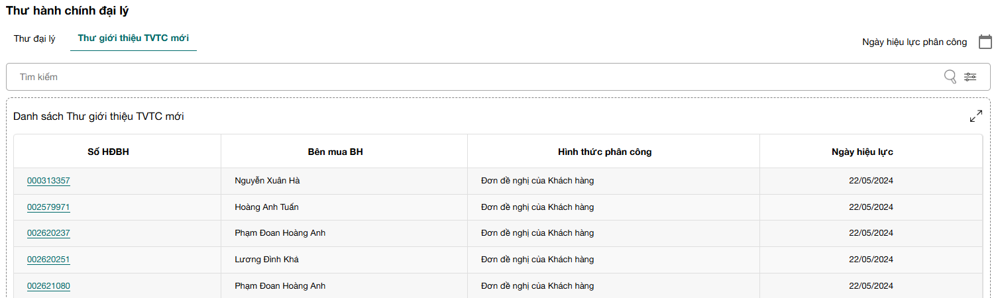 Thư hành chính đại lý
Thư đại lý Thư giới thiệu TVTC mới
Ngày hiệu lực phân công
Tìm kiếm
Danh sách Thư giới thiệu TVTC mới
Số HĐBH Bên mua BH Hình thức phân công Ngày hiệu lực
000313357 Nguyễn Xuân Hà Đơn đề nghị của Khách hàng 22/05/2024
002579971 Hoàng Anh Tuấn Đơn đề nghị của Khách hàng 22/05/2024
002620237 Phạm Đoan Hoàng Anh Đơn đề nghị của Khách hàng 22/05/2024
002620251 Lương Đình Khá Đơn đề nghị của Khách hàng 22/05/2024
002621080 Phạm Đoan Hoàng Anh Đơn đề nghị của Khách hàng 22/05/2024